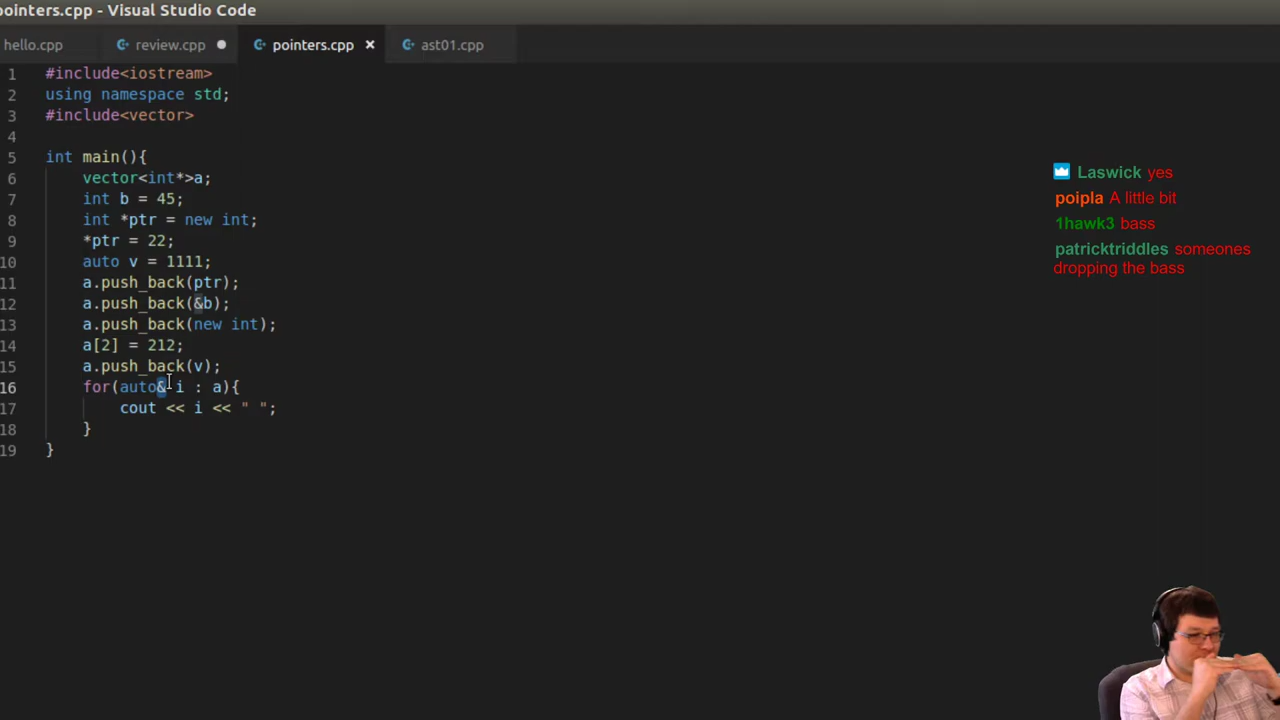 pointers.cpp - Visual Studio Code
hello.cpp review.cpp pointers.cpp × ast01.cpp
1 #include<iostream>
2 using namespace std;
3 #include<vector>
4
5 int main(){
6 vector<int*>a;
7 int b = 45;
8 int *ptr = new int;
9 *ptr = 22;
10 auto v = 1111;
11 a.push_back(ptr);
12 a.push_back(&b);
13 a.push_back(new int);
14 a[2] = 212;
15 a.push_back(v);
16 for(auto& i : a){
17 cout << i << " ";
18 }
19 }
Laswick yes
poipla A little bit
1hawk3 bass
patricktriddles someones
dropping the bass